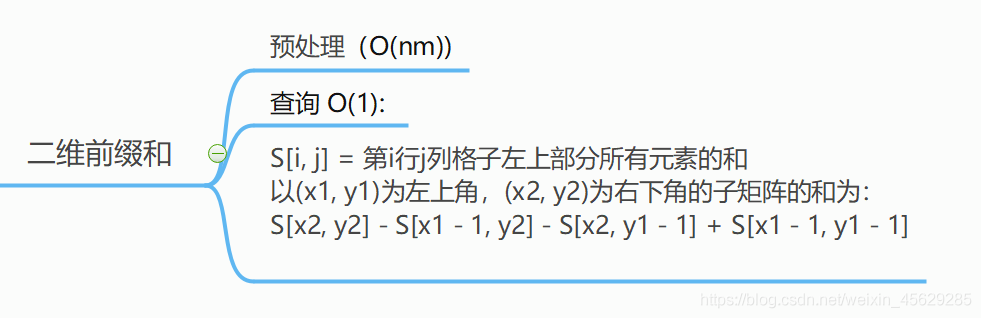 预处理（O(nm))
查询 O(1):
二维前缀和
S[i, j] = 第i行j列格子左上部分所有元素的和
以(x1, y1)为左上角，(x2, y2)为右下角的子矩阵的和为：
S[x2, y2] - S[x1 - 1, y2] - S[x2, y1 - 1] + S[x1 - 1, y1 - 1]
https://blog.csdn.net/weixin_45629285